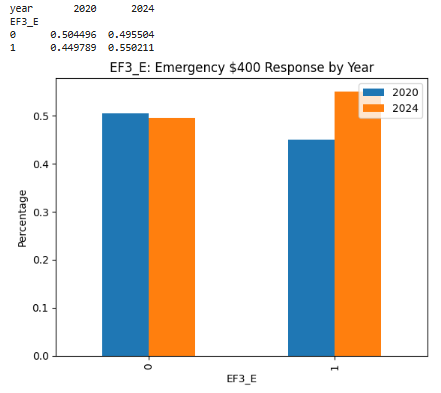 year 2020 2024
EF3_E
0 0.504496 0.495504
1 0.449789 0.550211
EF3_E: Emergency $400 Response by Year
2020
2024
0.5
0.4
0.3
0.2
0.1
0.0
Percentage
0
1
EF3_E